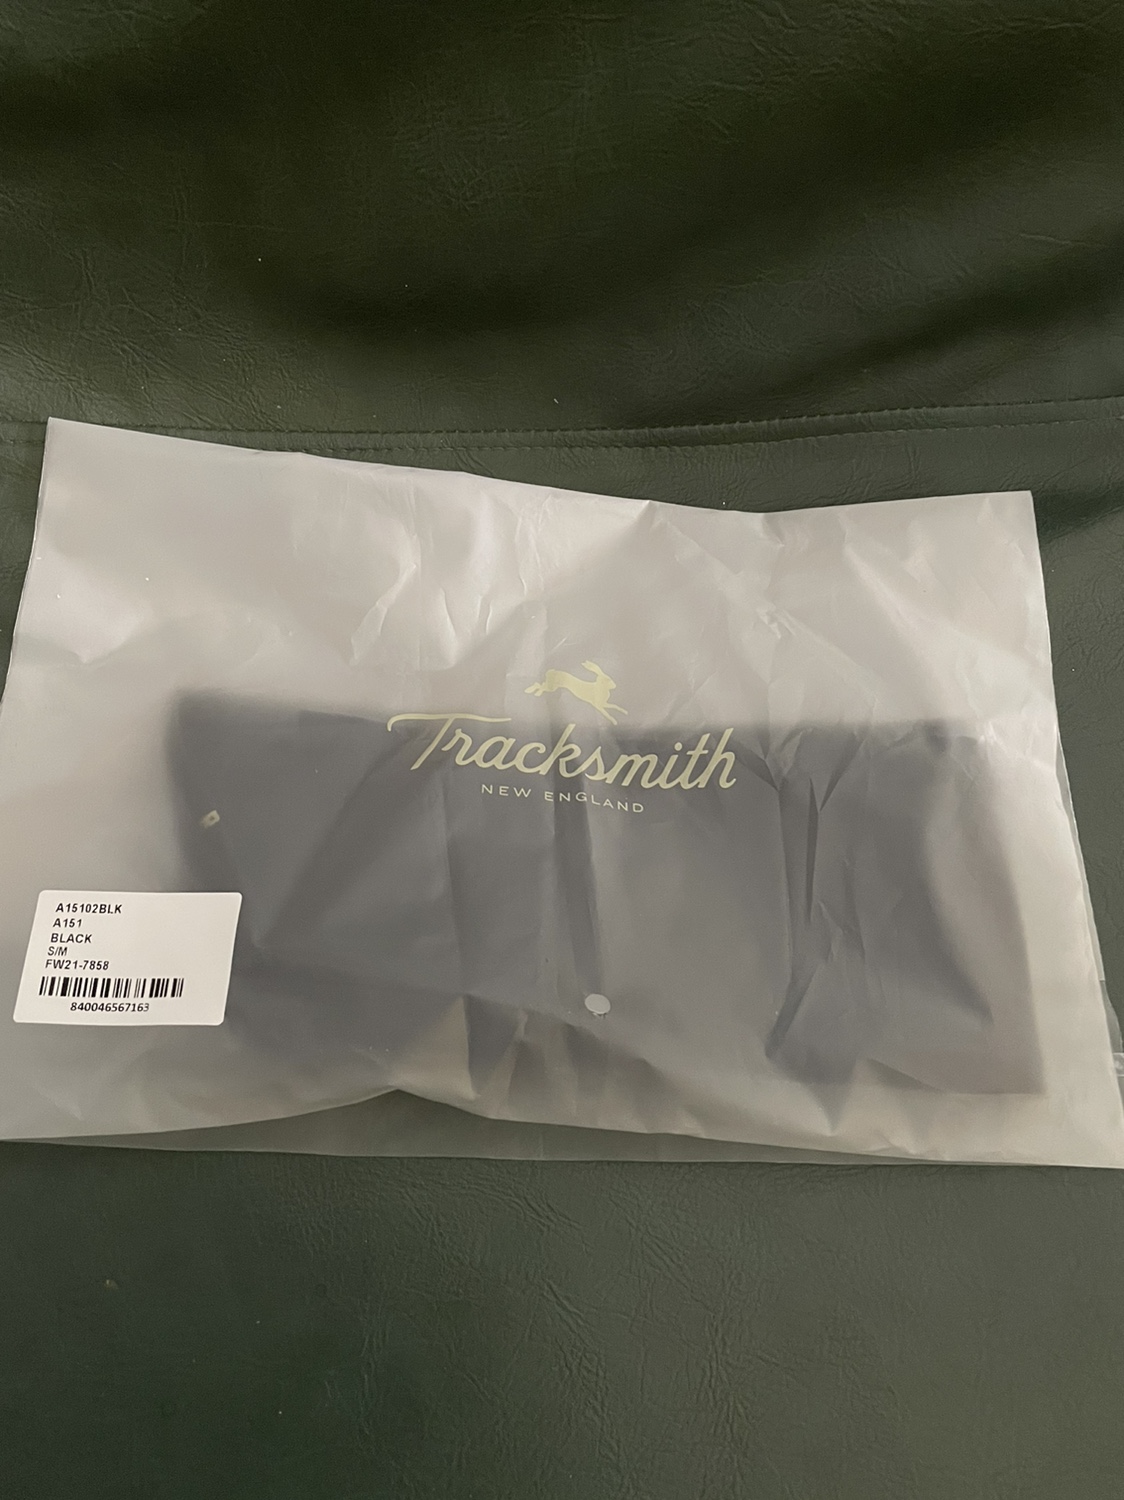 Tracksmith
NEW ENGLAND
A15102BLK
A151
BLACK
S/M
FW21-7858
840046567163